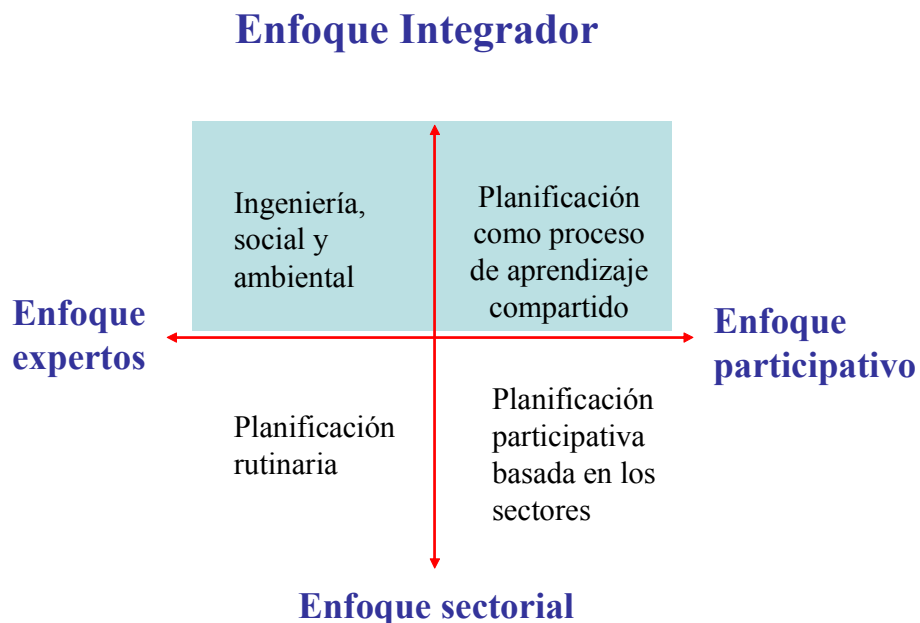 Enfoque Integrador
Ingeniería,
social y
ambiental
Planificación
como proceso
de aprendizaje
compartido
Enfoque
expertos
Enfoque
participativo
Planificación
rutinaria
Planificación
participativa
basada en los
sectores
Enfoque sectorial